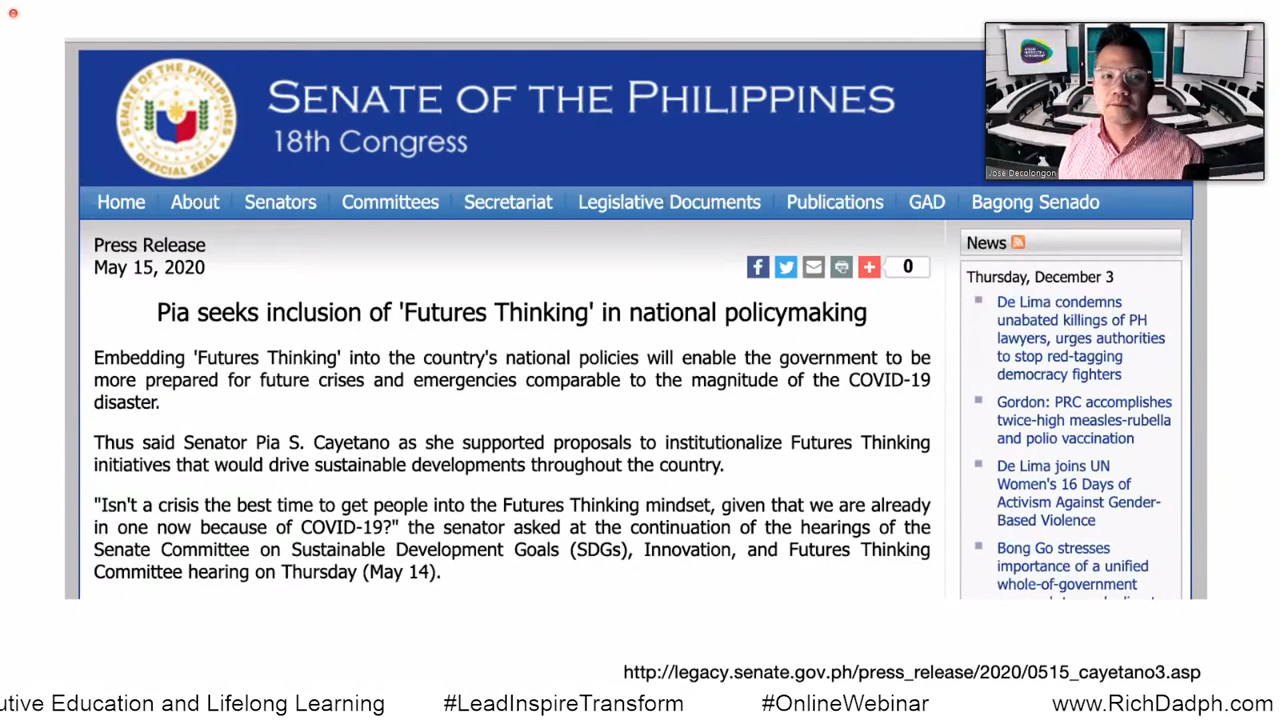 SENATE OF THE PHILIPPINES
18th Congress
SENATE OF THE PHILIPPINES
OFFICIAL SEAL
Jose Decolongon
Home About Senators Committees Secretariat Legislative Documents Publications GAD Bagong Senado
Press Release
May 15, 2020
0
Pia seeks inclusion of 'Futures Thinking' in national policymaking
Embedding 'Futures Thinking' into the country's national policies will enable the government to be
more prepared for future crises and emergencies comparable to the magnitude of the COVID-19
disaster.
Thus said Senator Pia S. Cayetano as she supported proposals to institutionalize Futures Thinking
initiatives that would drive sustainable developments throughout the country.
"Isn't a crisis the best time to get people into the Futures Thinking mindset, given that we are already
in one now because of COVID-19?" the senator asked at the continuation of the hearings of the
Senate Committee on Sustainable Development Goals (SDGs), Innovation, and Futures Thinking
Committee hearing on Thursday (May 14).
News
Thursday, December 3
De Lima condemns
unabated killings of PH
lawyers, urges authorities
to stop red-tagging
democracy fighters
Gordon: PRC accomplishes
twice-high measles-rubella
and polio vaccination
De Lima joins UN
Women's 16 Days of
Activism Against Gender-
Based Violence
Bong Go stresses
importance of a unified
whole-of-government
http://legacy.senate.gov.ph/press_release/2020/0515_cayetano3.asp
utive Education and Lifelong Learning #LeadInspireTransform #OnlineWebinar www.RichDadph.com